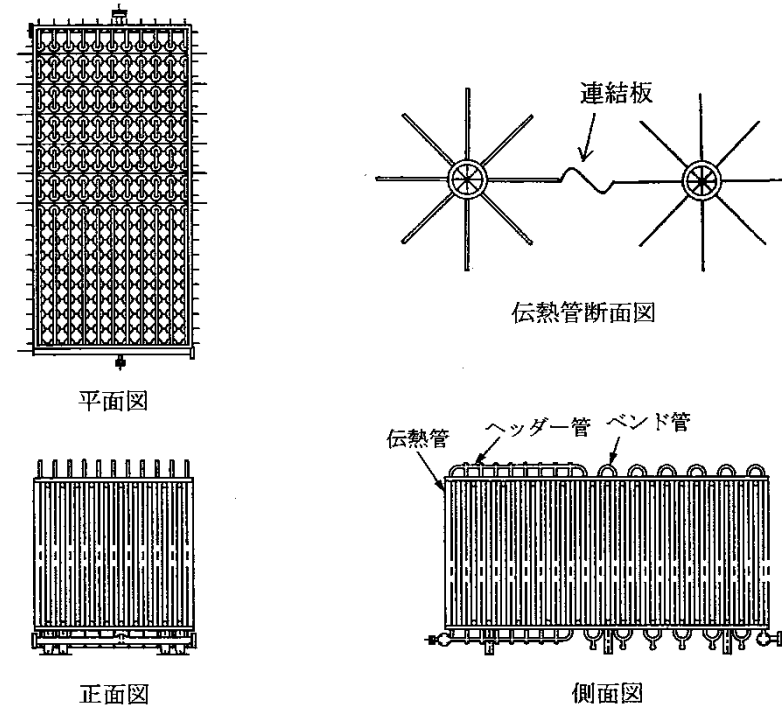 連結板
伝熱管断面図
平面図
伝熱管
ヘッダー管
ベンド管
正面図
側面図